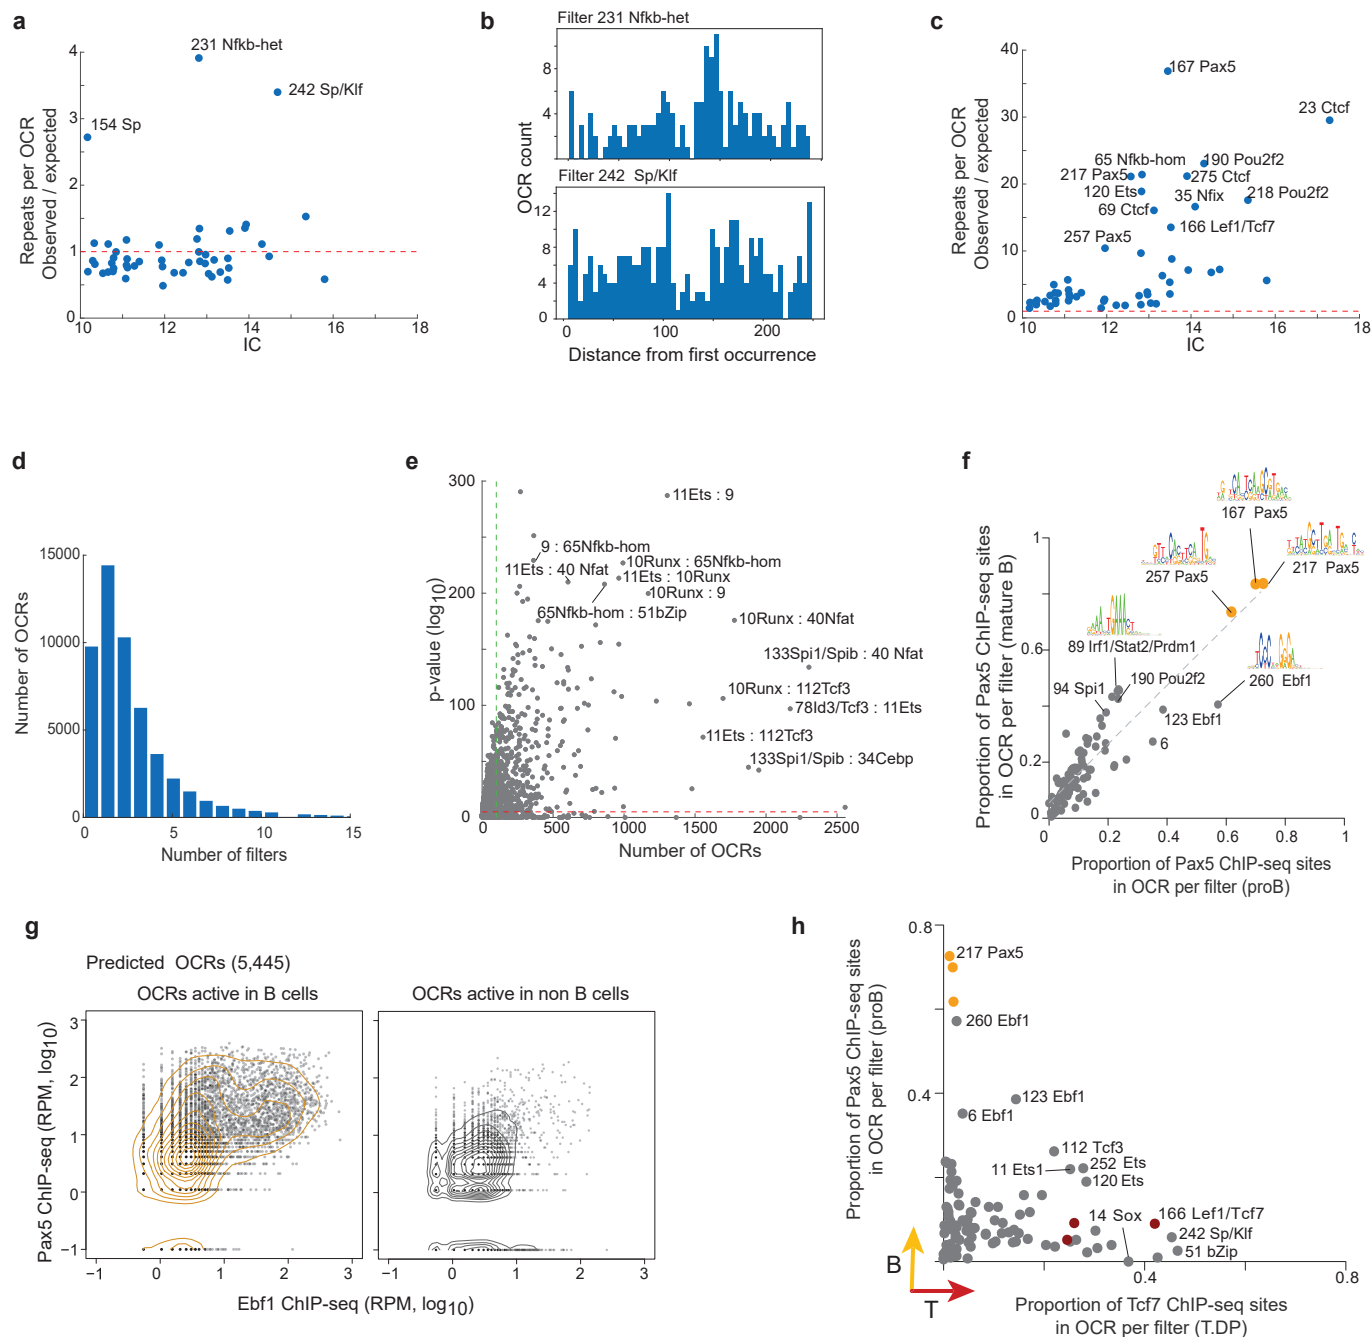 a
231 Nfkb-het
242 Sp/Klf
154 Sp
Repeats per OCR
Observed / expected
4
3
2
1
0
10 12 14 16 18
IC
b
Filter 231 Nfkb-het
8
4
0
Filter 242 Sp/Klf
12
8
4
0
OCR count
0 100 200
Distance from first occurrence
c
167 Pax5
23 Ctcf
65 Nfkb-hom
190 Pou2f2
217 Pax5
275 Ctcf
120 Ets
35 Nfix
218 Pou2f2
69 Ctcf
166 Lef1/Tcf7
257 Pax5
Repeats per OCR
Observed / expected
40
30
20
10
0
10 12 14 16 18
IC
d
Number of OCRs
15000
10000
5000
0
0 5 10 15
Number of filters
e
p-value (log10)
300
200
100
0
11Ets : 9
9 : 65Nfkb-hom
10Runx : 65Nfkb-hom
11Ets : 40 Nfat
11Ets : 10Runx
10Runx : 9
65Nfkb-hom : 51bZip
10Runx : 40Nfat
133Spi1/Spib : 40 Nfat
10Runx : 112Tcf3
78Id3/Tcf3 : 11Ets
11Ets : 112Tcf3
133Spi1/Spib : 34Cebp
0 500 1000 1500 2000 2500
Number of OCRs
f
Proportion of Pax5 ChIP-seq sites
in OCR per filter (mature B)
1
0.6
0.2
0
167 Pax5
257 Pax5
217 Pax5
89 Irf1/Stat2/Prdm1
260 Ebf1
94 Spi1
190 Pou2f2
123 Ebf1
6
0 0.2 0.4 0.6 0.8 1
Proportion of Pax5 ChIP-seq sites
in OCR per filter (proB)
g
Predicted OCRs (5,445)
OCRs active in B cells
OCRs active in non B cells
Pax5 ChIP-seq (RPM, log10)
3
2
1
0
−1
−1 0 1 2 3
−1 0 1 2 3
Ebf1 ChIP-seq (RPM, log10)
h
Proportion of Pax5 ChIP-seq sites
in OCR per filter (proB)
0.8
0.4
217 Pax5
260 Ebf1
123 Ebf1
6 Ebf1
112 Tcf3
11 Ets1
252 Ets
120 Ets
14 Sox
166 Lef1/Tcf7
242 Sp/Klf
51 bZip
B
T
0.4 0.8
Proportion of Tcf7 ChIP-seq sites
in OCR per filter (T.DP)